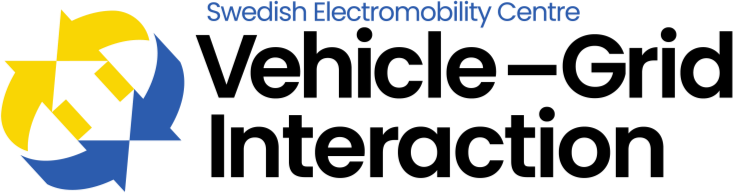 Swedish Electromobility Centre
Vehicle–Grid
Interaction